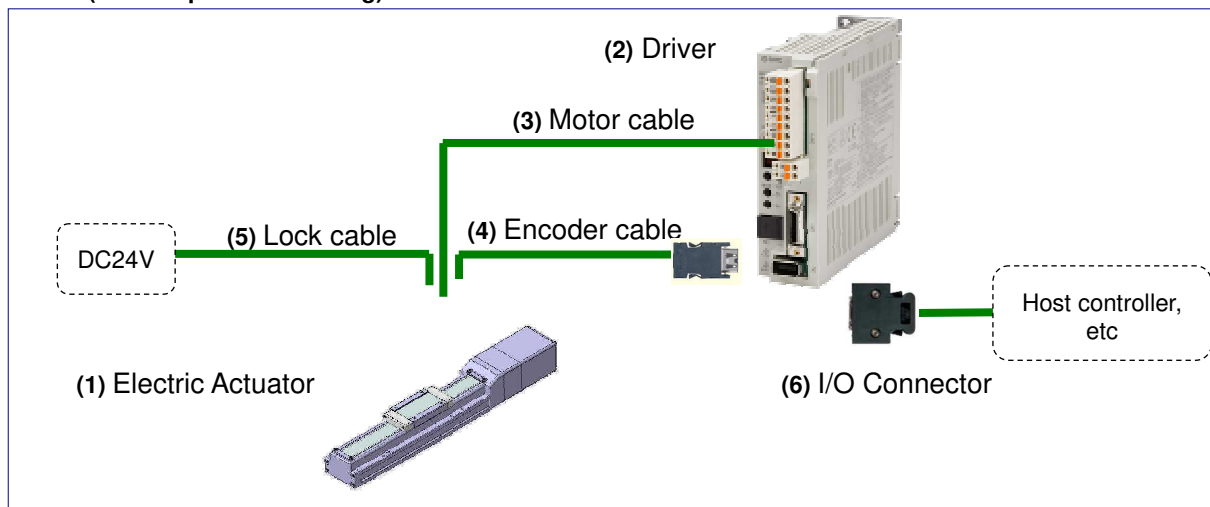 (2) Driver
(3) Motor cable
(5) Lock cable
(4) Encoder cable
DC24V
Host controller,
etc
(1) Electric Actuator
(6) I/O Connector